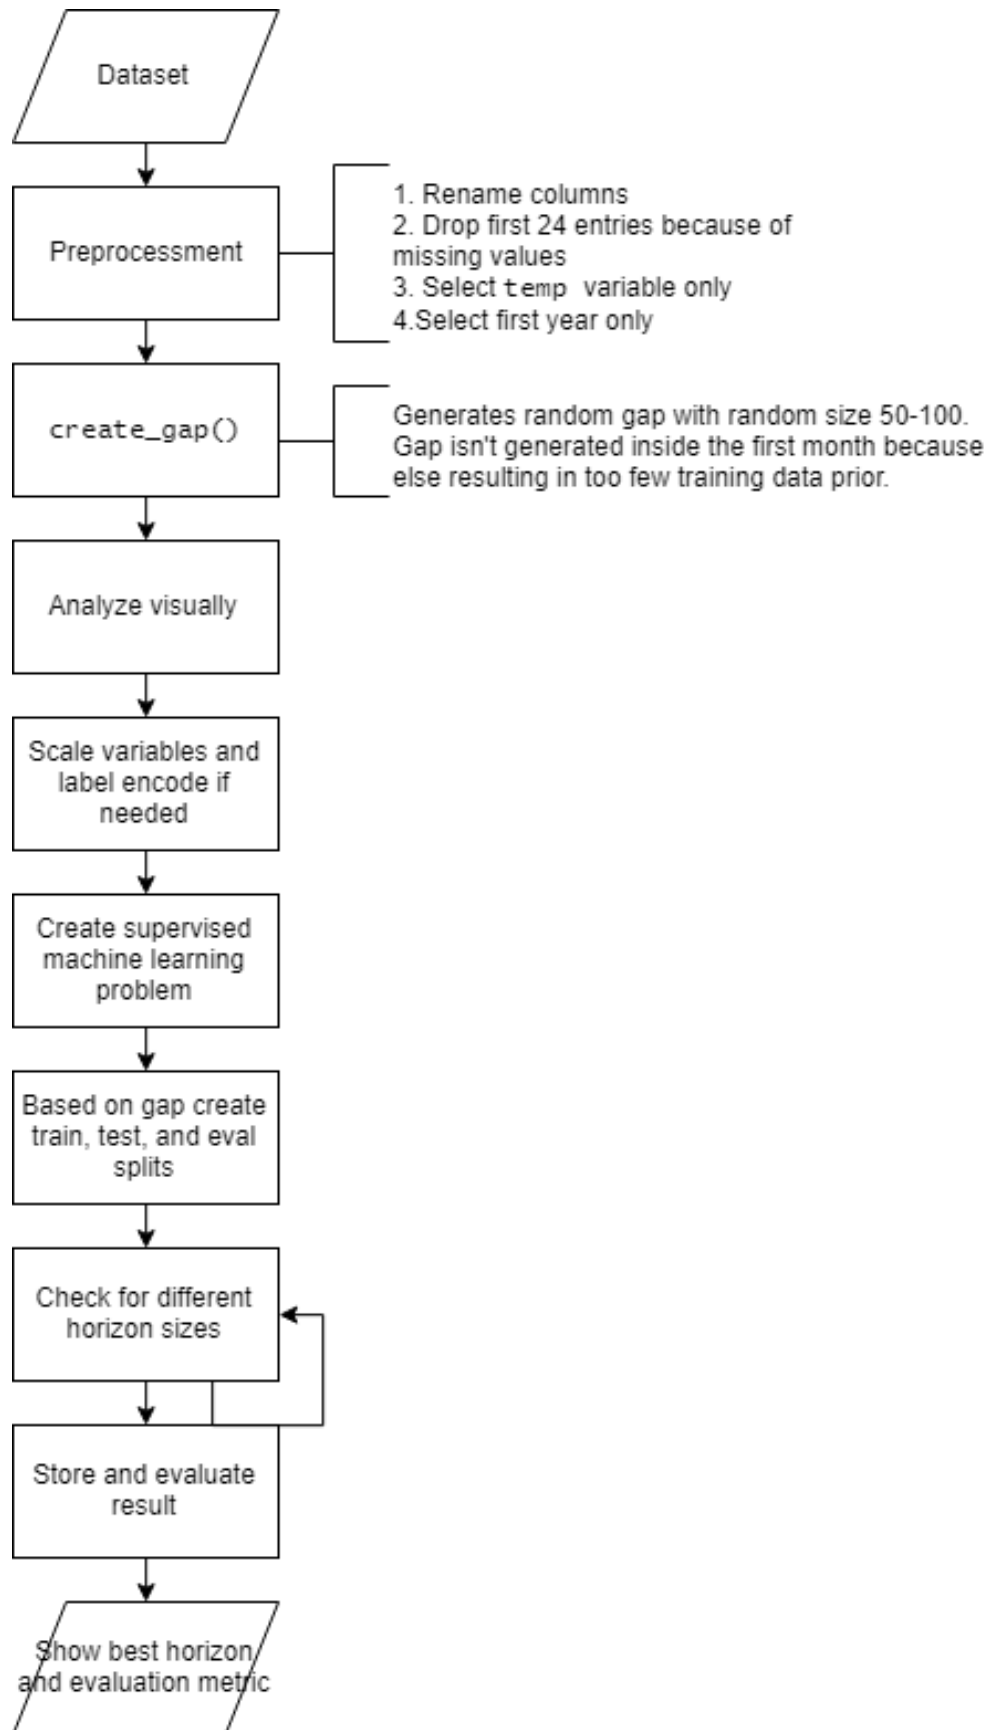 Dataset
Preprocessment
1. Rename columns
2. Drop first 24 entries because of
missing values
3. Select temp variable only
4.Select first year only
create_gap()
Generates random gap with random size 50-100.
Gap isn't generated inside the first month because
else resulting in too few training data prior.
Analyze visually
Scale variables and
label encode if
needed
Create supervised
machine learning
problem
Based on gap create
train, test, and eval
splits
Check for different
horizon sizes
Store and evaluate
result
Show best horizon
and evaluation metric